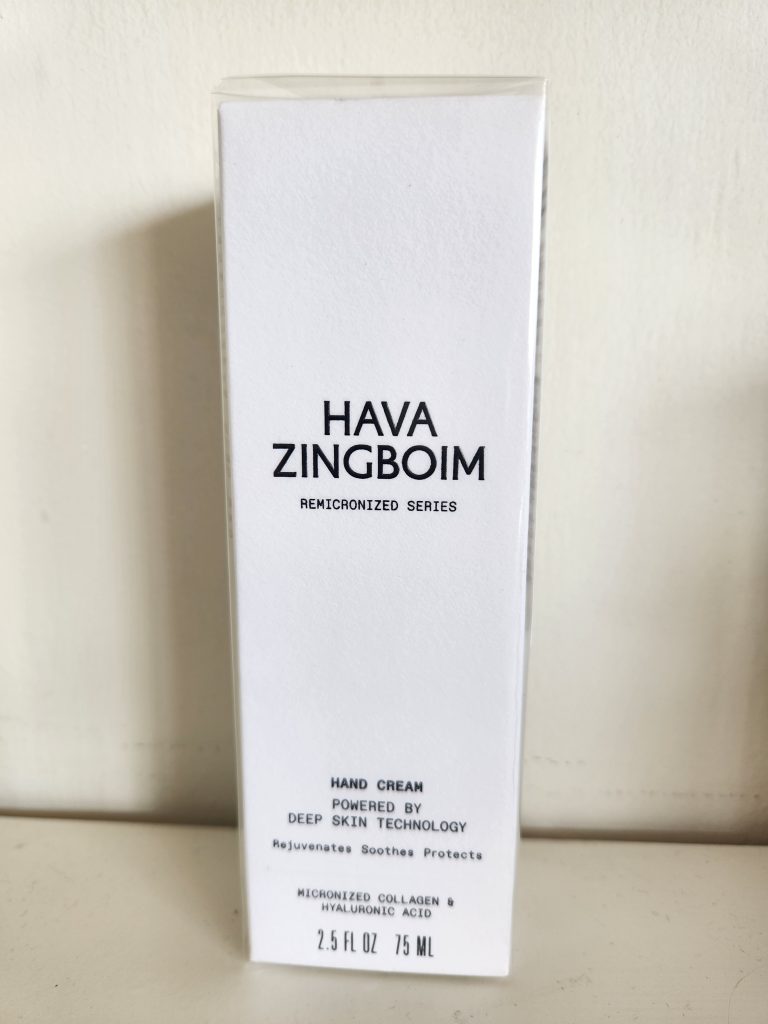 HAVA
ZINGBOIM
REMICRONIZED SERIES
HAND CREAM
POWERED BY
DEEP SKIN TECHNOLOGY
Rejuvenates Soothes Protects
MICRONIZED COLLAGEN &
HYALURONIC ACID
2.5 FL OZ 75 ML